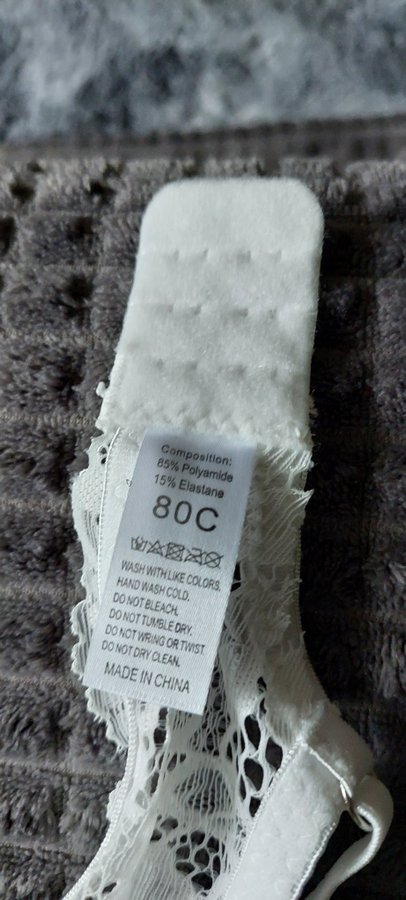 Composition:
85% Polyamide
15% Elastane
80C
WASH WITH LIKE COLORS.
HAND WASH COLD.
DO NOT BLEACH.
DO NOT TUMBLE DRY.
DO NOT WRING OR TWIST.
DO NOT DRY CLEAN.
MADE IN CHINA